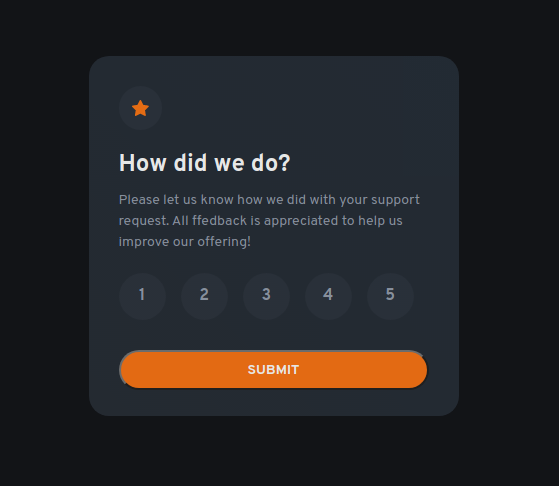 How did we do?
Please let us know how we did with your support
request. All ffedback is appreciated to help us
improve our offering!
1 2 3 4 5
SUBMIT